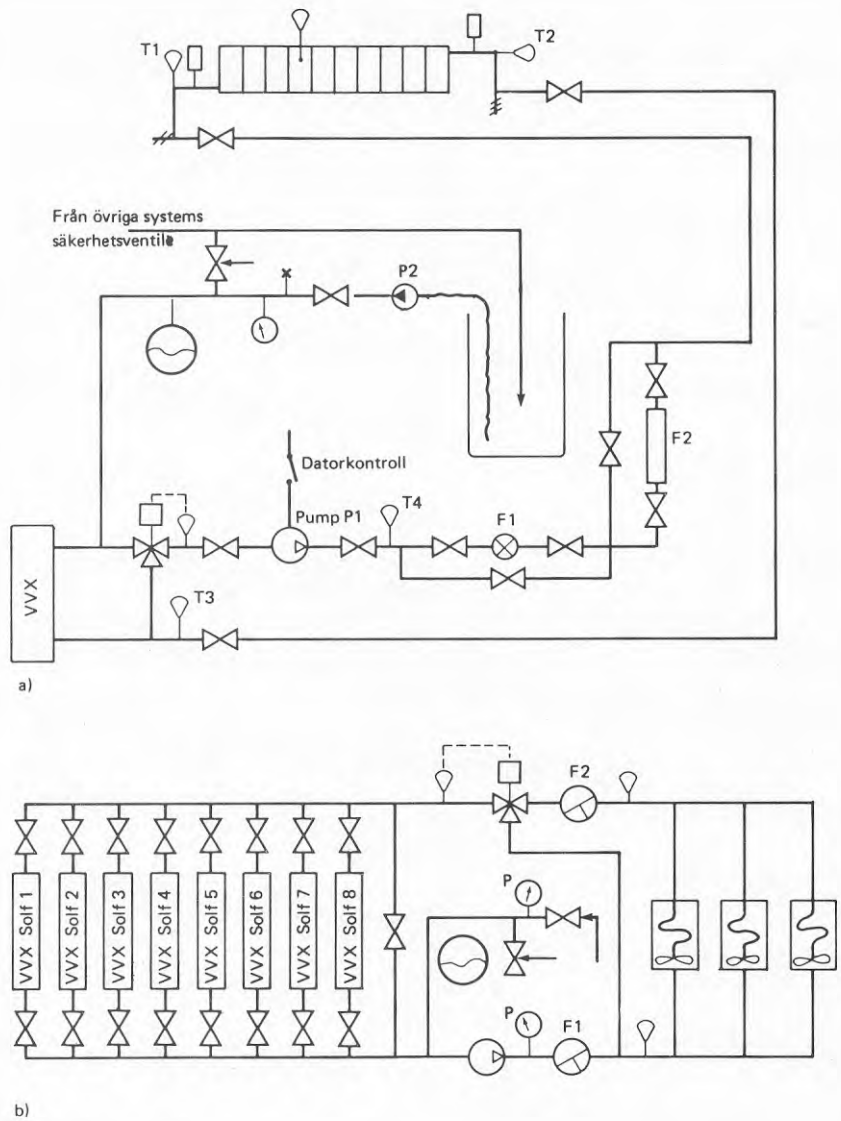 T1
T2
Från övriga systems
säkerhetsventile
P2
F2
Datorkontroll
Pump P1
T4
F1
VVX
T3
a)
F2
P
VVX Solf 1
VVX Solf 2
VVX Solf 3
VVX Solf 4
VVX Solf 5
VVX Solf 6
VVX Solf 7
VVX Solf 8
P
F1
b)